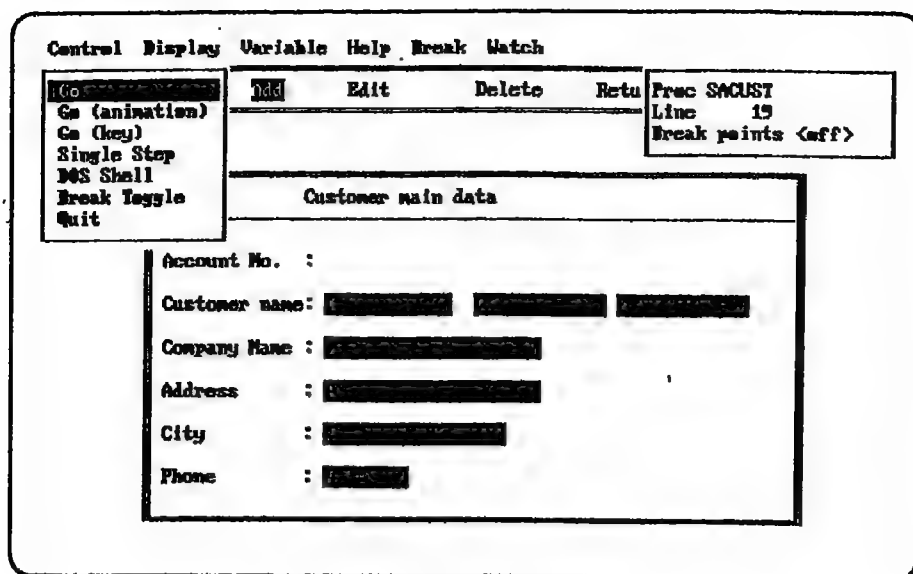 Control Display Variable Help Break Watch
Go
Go (animation)
Go (key)
Single Step
DOS Shell
Break Toggle
Quit
Add Edit Delete Retu
Proc SACUST
Line 19
Break points <off>
Customer main data
Account No. :
Customer name:
Company Name :
Address :
City :
Phone :